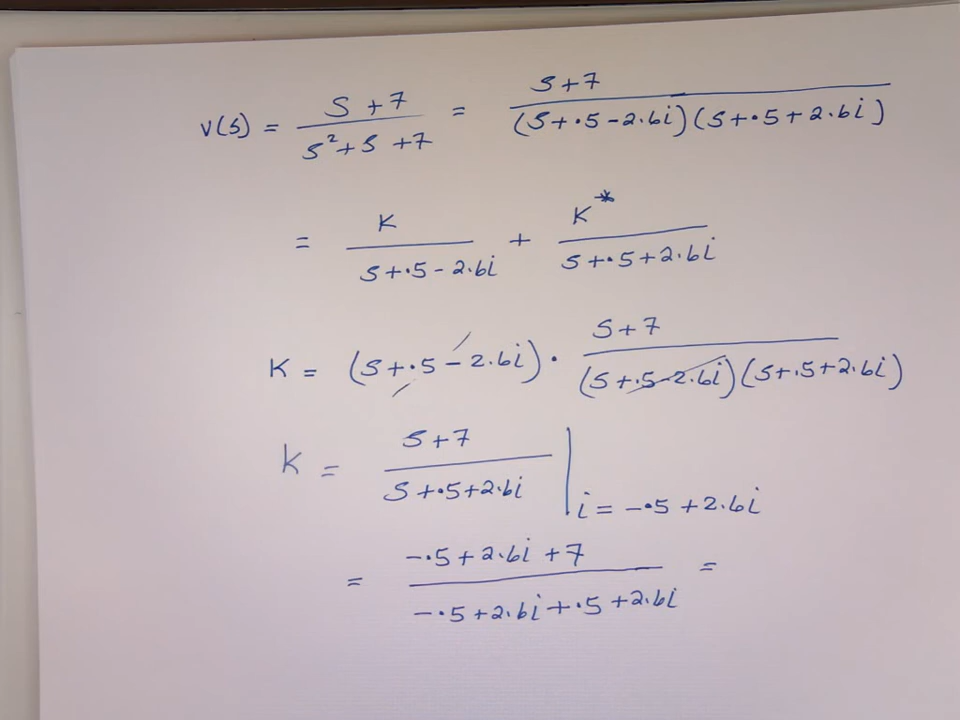 V(S) = S+7 / S²+S+7 = S+7 / (S+.5-2.6i)(S+.5+2.6i)
= K / S+.5-2.6i + K* / S+.5+2.6i
K = (S+.5-2.6i) · S+7 / (S+.5-2.6i)(S+.5+2.6i)
K = S+7 / S+.5+2.6i | i = -.5+2.6i
= -.5+2.6i+7 / -.5+2.6i+.5+2.6i =